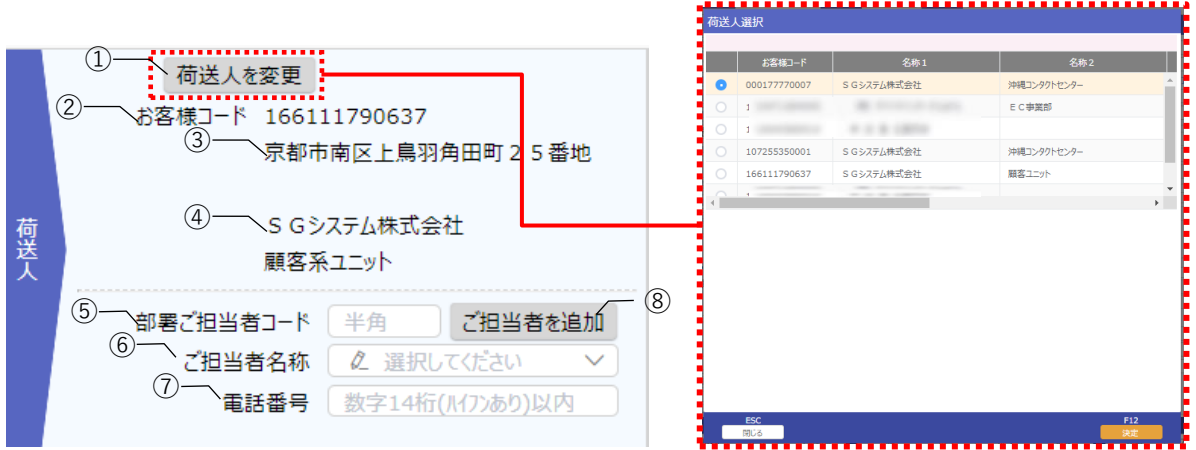 ①
荷送人を変更
②
お客様コード 166111790637
③
京都市南区上鳥羽角田町２５番地
④
ＳＧシステム株式会社
顧客系ユニット
荷送人
⑤
部署ご担当者コード 半角 ご担当者を追加
⑧
⑥
ご担当者名称 選択してください
⑦
電話番号 数字14桁(ハイフンあり)以内
荷送人選択
お客様コード 名称１ 名称２
000177770007 ＳＧシステム株式会社 沖縄コンタクトセンター
1 ＥＣ事業部
1
107255350001 ＳＧシステム株式会社 沖縄コンタクトセンター
166111790637 ＳＧシステム株式会社 顧客ユニット
ESC F12
閉じる 決定